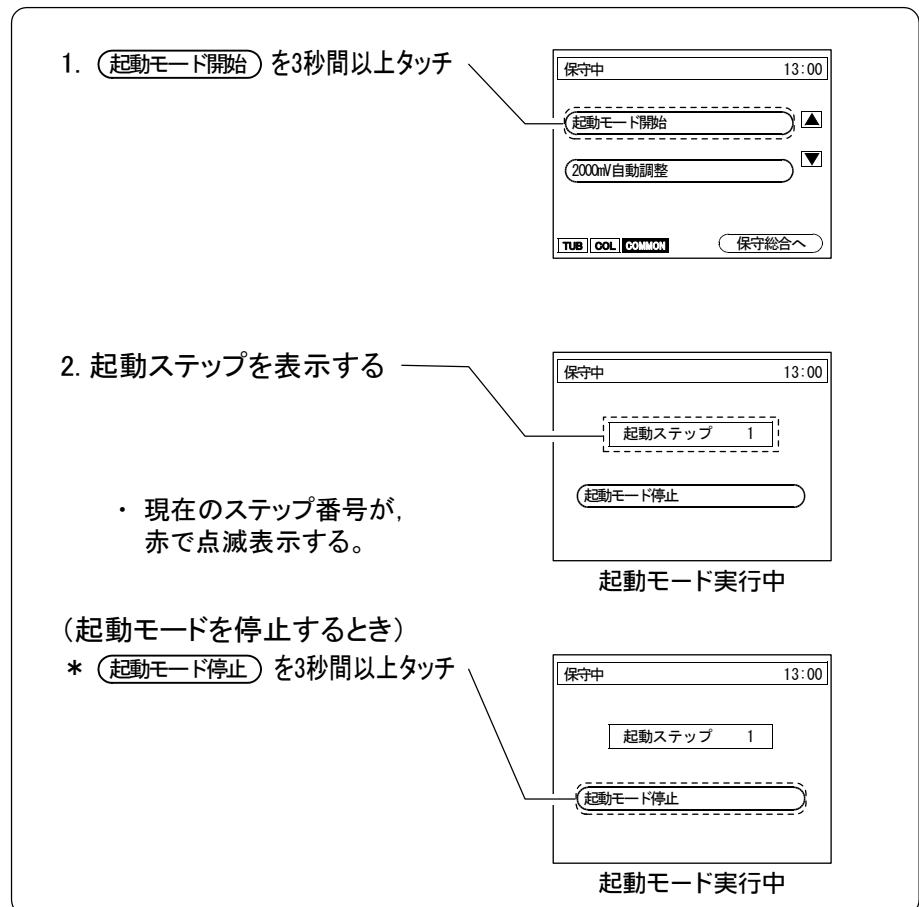 1. 起動モード開始 を3秒間以上タッチ
保守中 13:00
起動モード開始 ▲
2000mV自動調整 ▼
TUB COL COMMON 保守総合へ
2. 起動ステップを表示する
保守中 13:00
起動ステップ 1
起動モード停止
・ 現在のステップ番号が,
赤で点滅表示する。
起動モード実行中
(起動モードを停止するとき)
* 起動モード停止 を3秒間以上タッチ
保守中 13:00
起動ステップ 1
起動モード停止
起動モード実行中